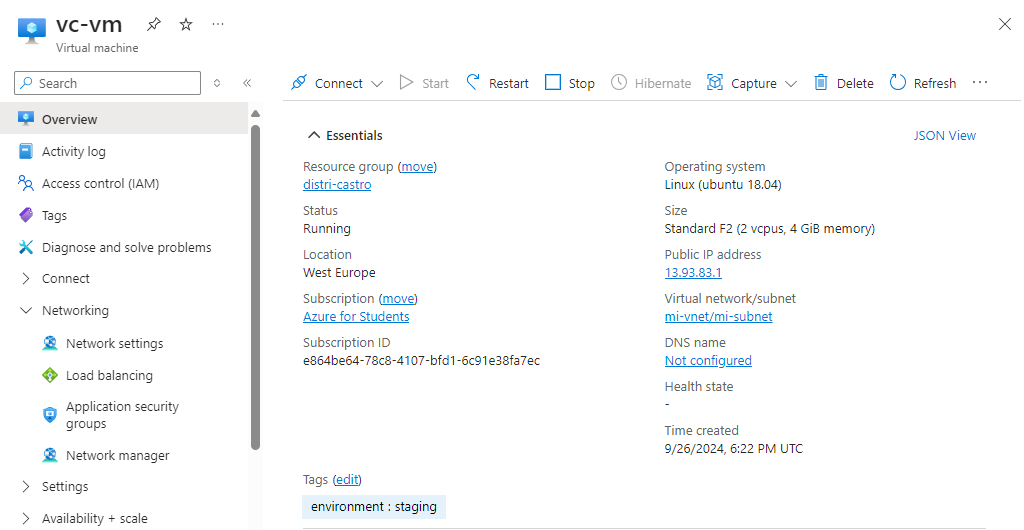 vc-vm
Virtual machine
Search
Overview
Activity log
Access control (IAM)
Tags
Diagnose and solve problems
Connect
Networking
Network settings
Load balancing
Application security
groups
Network manager
Settings
Availability + scale
Connect
Start
Restart
Stop
Hibernate
Capture
Delete
Refresh
Essentials
JSON View
Resource group (move)
distri-castro
Status
Running
Location
West Europe
Subscription (move)
Azure for Students
Subscription ID
e864be64-78c8-4107-bfd1-6c91e38fa7ec
Operating system
Linux (ubuntu 18.04)
Size
Standard F2 (2 vcpus, 4 GiB memory)
Public IP address
13.93.83.1
Virtual network/subnet
mi-vnet/mi-subnet
DNS name
Not configured
Health state
-
Time created
9/26/2024, 6:22 PM UTC
Tags (edit)
environment : staging